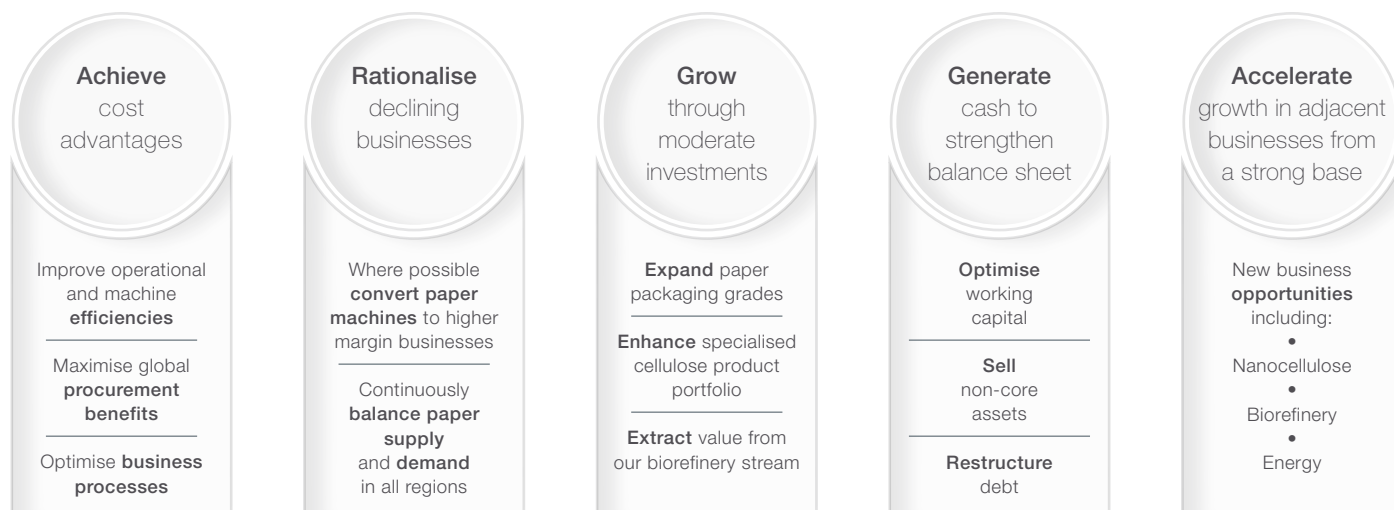 Achieve
cost
advantages
Improve operational
and machine
efficiencies
Maximise global
procurement
benefits
Optimise business
processes
Rationalise
declining
businesses
Where possible
convert paper
machines to higher
margin businesses
Continuously
balance paper
supply
and demand
in all regions
Grow
through
moderate
investments
Expand paper
packaging grades
Enhance specialised
cellulose product
portfolio
Extract value from
our biorefinery stream
Generate
cash to
strengthen
balance sheet
Optimise
working
capital
Sell
non-core
assets
Restructure
debt
Accelerate
growth in adjacent
businesses from
a strong base
New business
opportunities
including:
•
Nanocellulose
•
Biorefinery
•
Energy